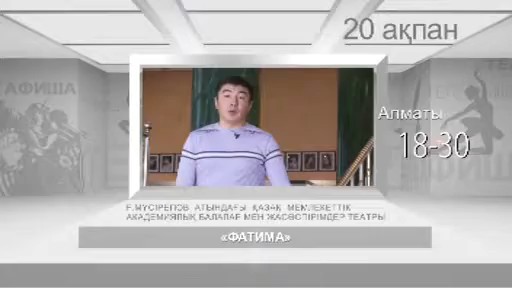 20 ақпан
АФИША
Алматы
18-30
Ғ.МҮСІРЕПОВ АТЫНДАҒЫ ҚАЗАҚ МЕМЛЕКЕТТІК
АКАДЕМИЯЛЫҚ БАЛАЛАР МЕН ЖАСӨСПІРІМДЕР ТЕАТРЫ
«ФАТИМА»